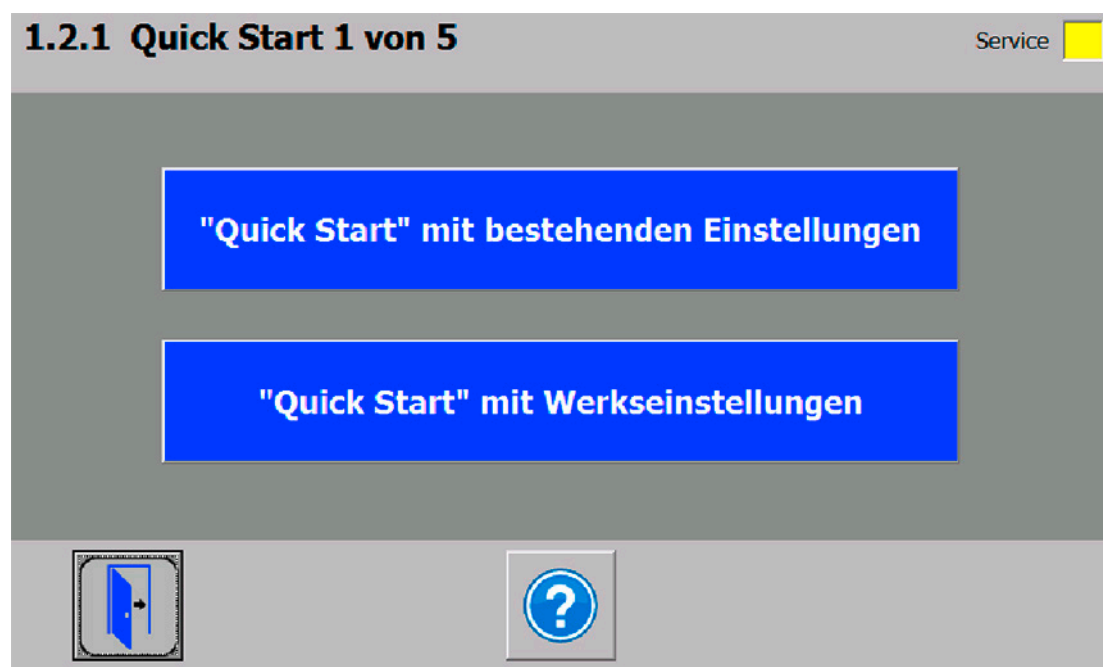 1.2.1 Quick Start 1 von 5
Service
"Quick Start" mit bestehenden Einstellungen
"Quick Start" mit Werkseinstellungen
?